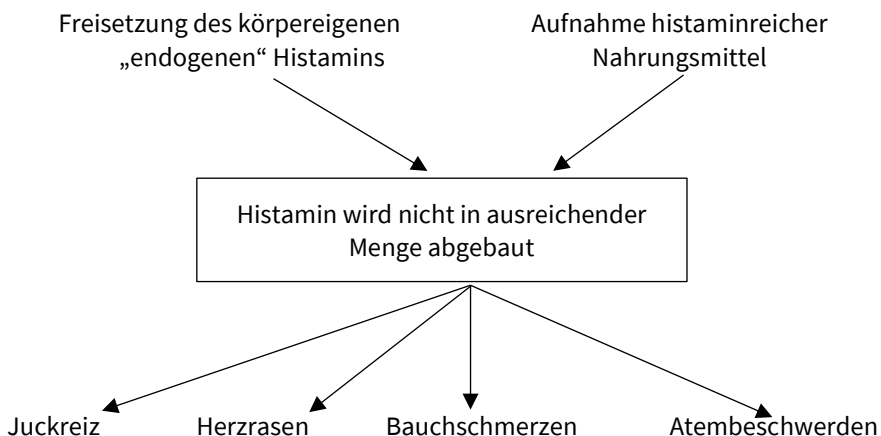 Freisetzung des körpereigenen
„endogenen“ Histamins
Aufnahme histaminreicher
Nahrungsmittel
Histamin wird nicht in ausreichender
Menge abgebaut
Juckreiz
Herzrasen
Bauchschmerzen
Atembeschwerden